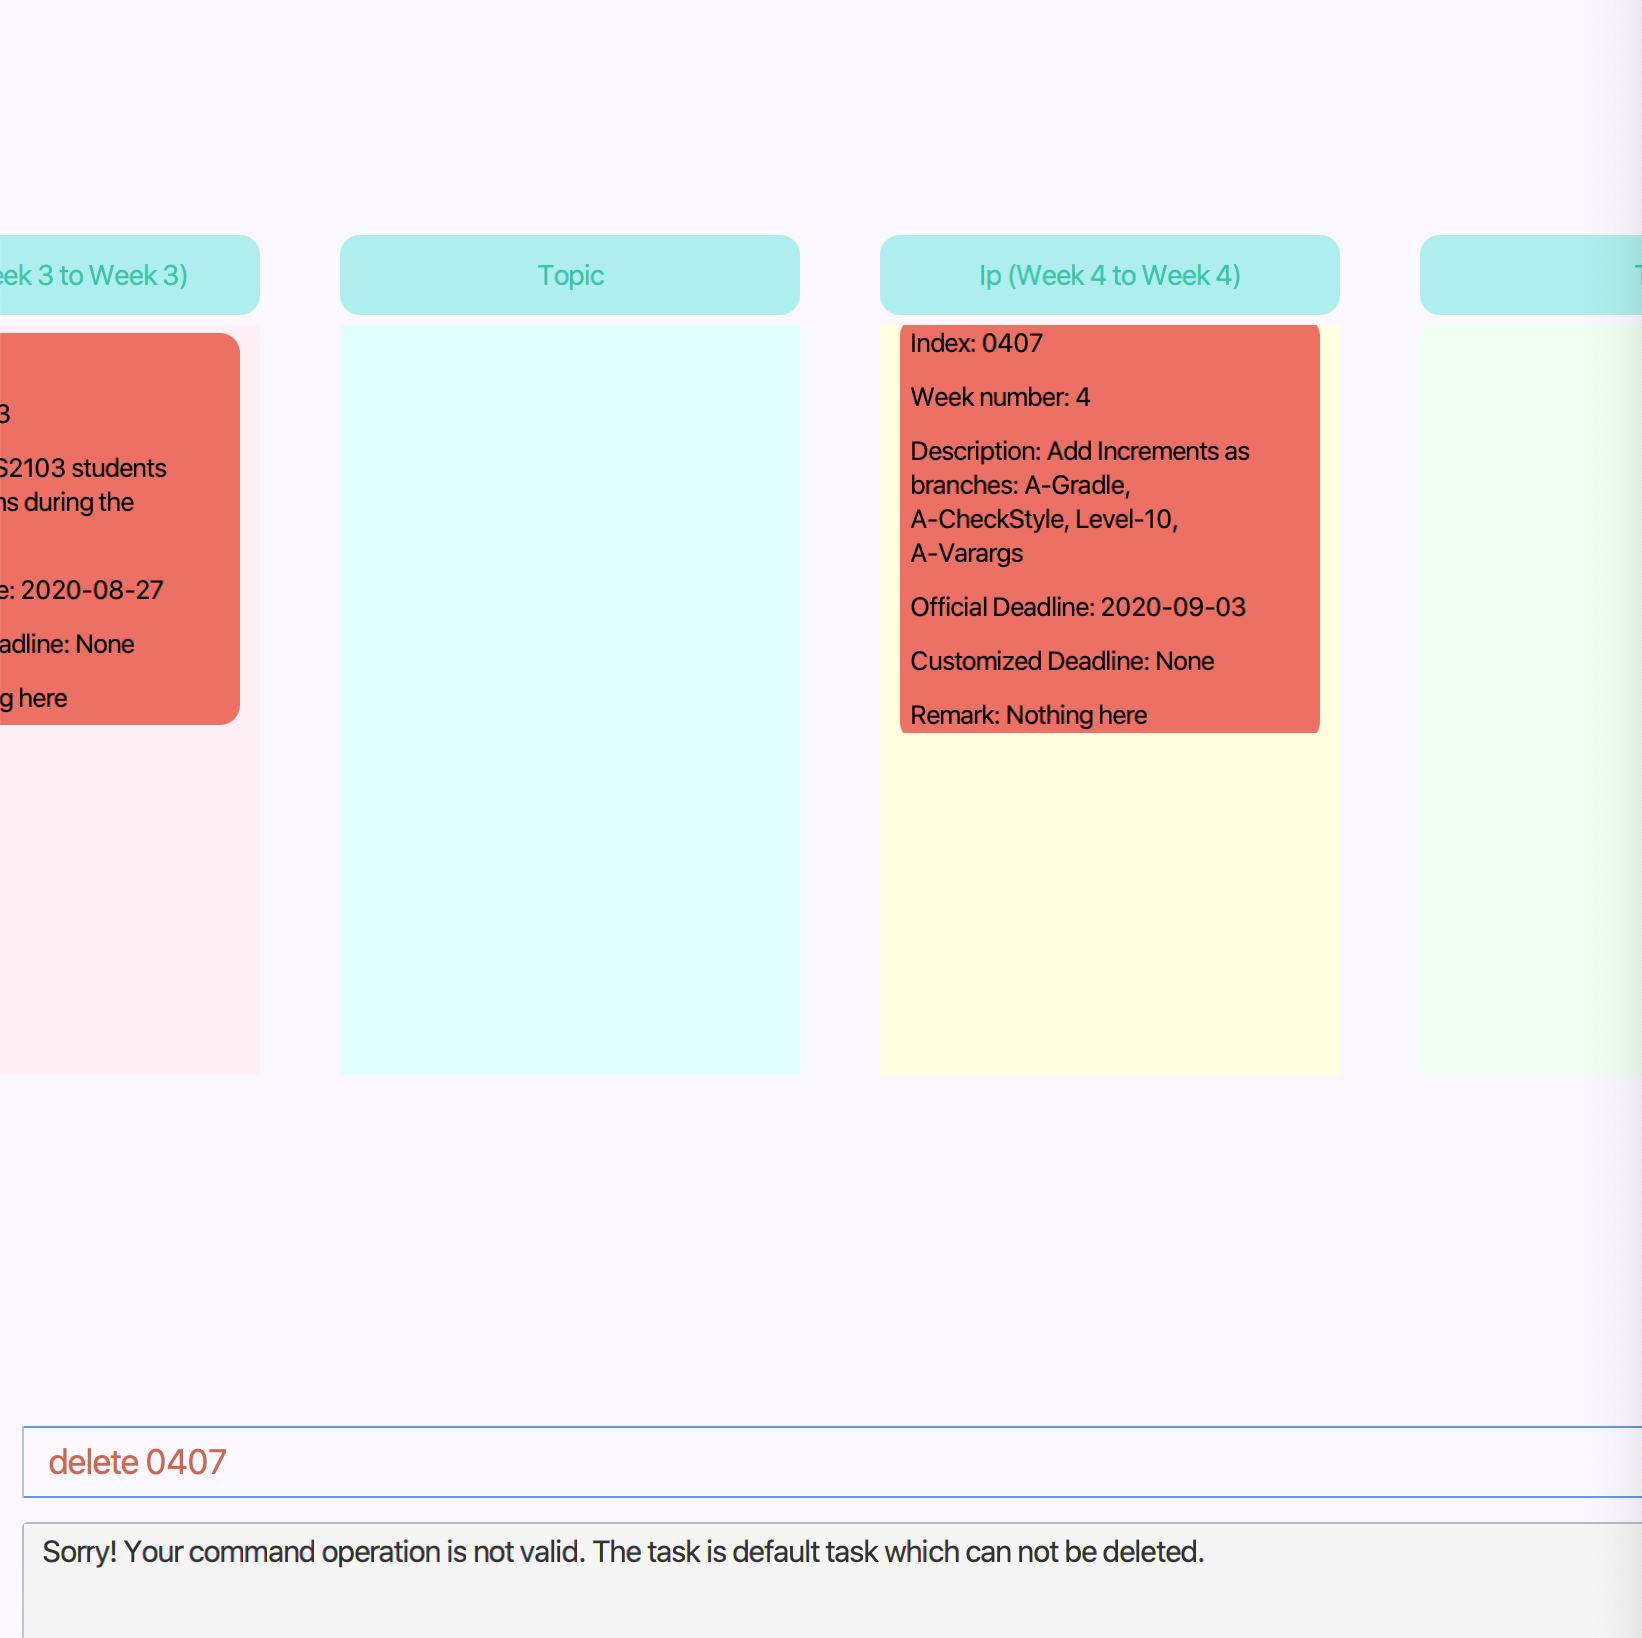 3 to Week 3)
Topic
Ip (Week 4 to Week 4)
3
S2103 students
during the
2020-08-27
None
here
Index: 0407
Week number: 4
Description: Add Increments as
branches: A-Gradle,
A-CheckStyle, Level-10,
A-Varargs
Official Deadline: 2020-09-03
Customized Deadline: None
Remark: Nothing here
delete 0407
Sorry! Your command operation is not valid. The task is default task which can not be deleted.